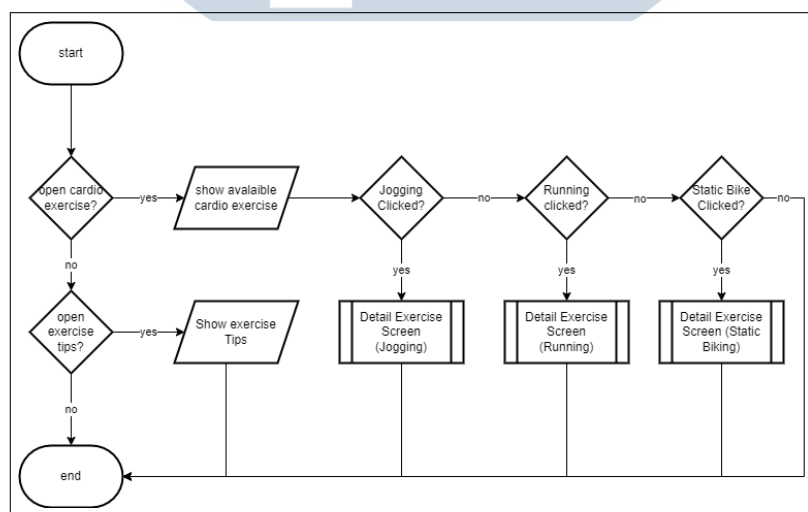 start
open cardio
exercise?
yes
show avalaible
cardio exercise
Jogging
Clicked?
no
Running
clicked?
no
Static Bike
Clicked?
no
no
yes
yes
yes
open
exercise
tips?
yes
Show exercise
Tips
Detail Exercise
Screen
(Jogging)
Detail Exercise
Screen
(Running)
Detail Exercise
Screen (Static
Biking)
no
end